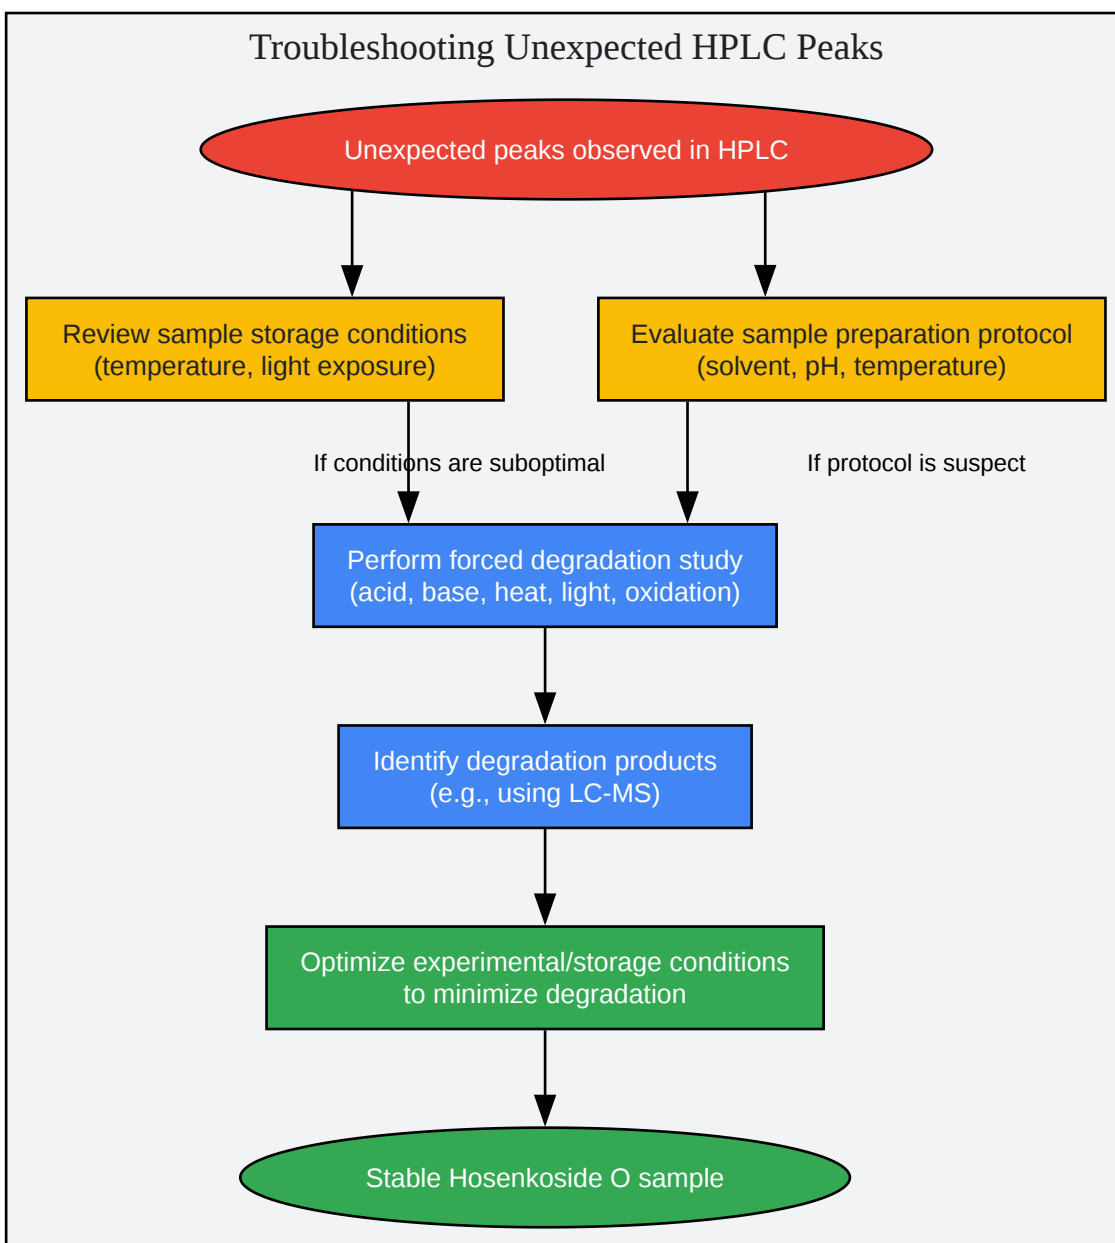 Troubleshooting Unexpected HPLC Peaks
Unexpected peaks observed in HPLC
Review sample storage conditions
(temperature, light exposure)
Evaluate sample preparation protocol
(solvent, pH, temperature)
If conditions are suboptimal
If protocol is suspect
Perform forced degradation study
(acid, base, heat, light, oxidation)
Identify degradation products
(e.g., using LC-MS)
Optimize experimental/storage conditions
to minimize degradation
Stable Hosenkoside O sample